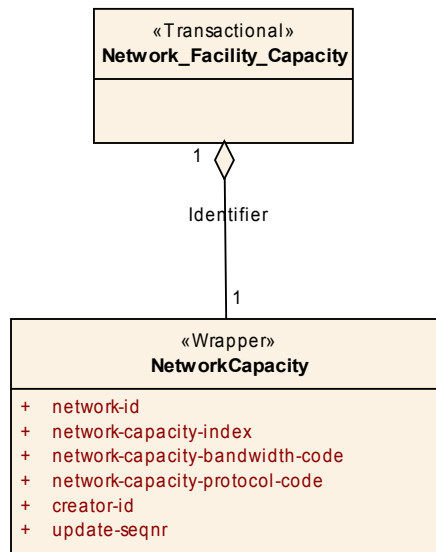 «Transactional»
Network_Facility_Capacity
1
Identifier
1
«Wrapper»
NetworkCapacity
+ network-id
+ network-capacity-index
+ network-capacity-bandwidth-code
+ network-capacity-protocol-code
+ creator-id
+ update-seqnr